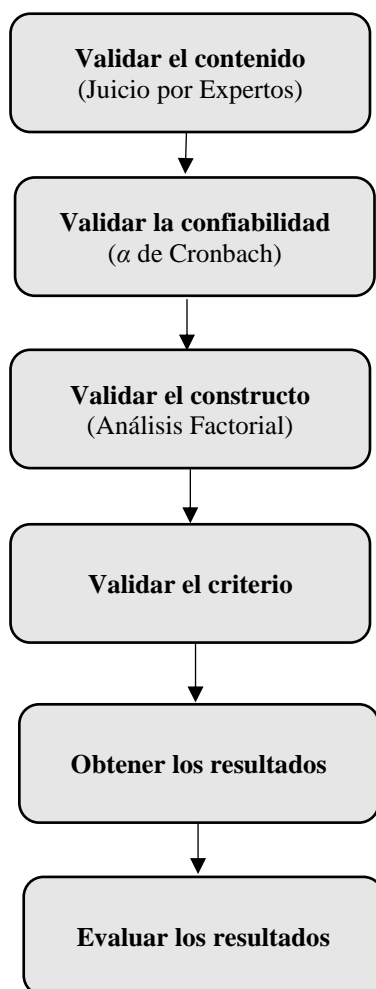 Validar el contenido
(Juicio por Expertos)
Validar la confiabilidad
(α de Cronbach)
Validar el constructo
(Análisis Factorial)
Validar el criterio
Obtener los resultados
Evaluar los resultados